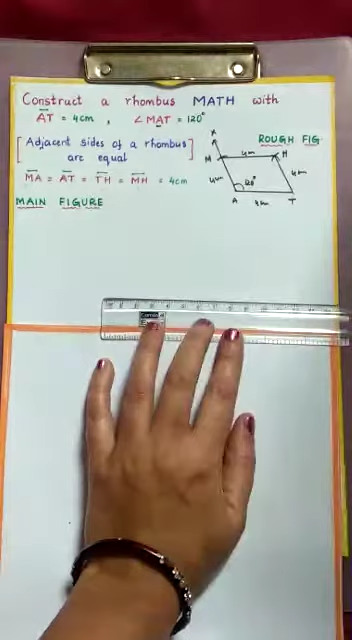 Construct a rhombus MATH with
AT = 4cm , ∠MAT = 120°
[Adjacent sides of a rhombus
are equal]
MA = AT = TH = MH = 4cm
MAIN FIGURE
ROUGH FIG
X
M 4cm H
4cm 120° 4cm
A 4cm T